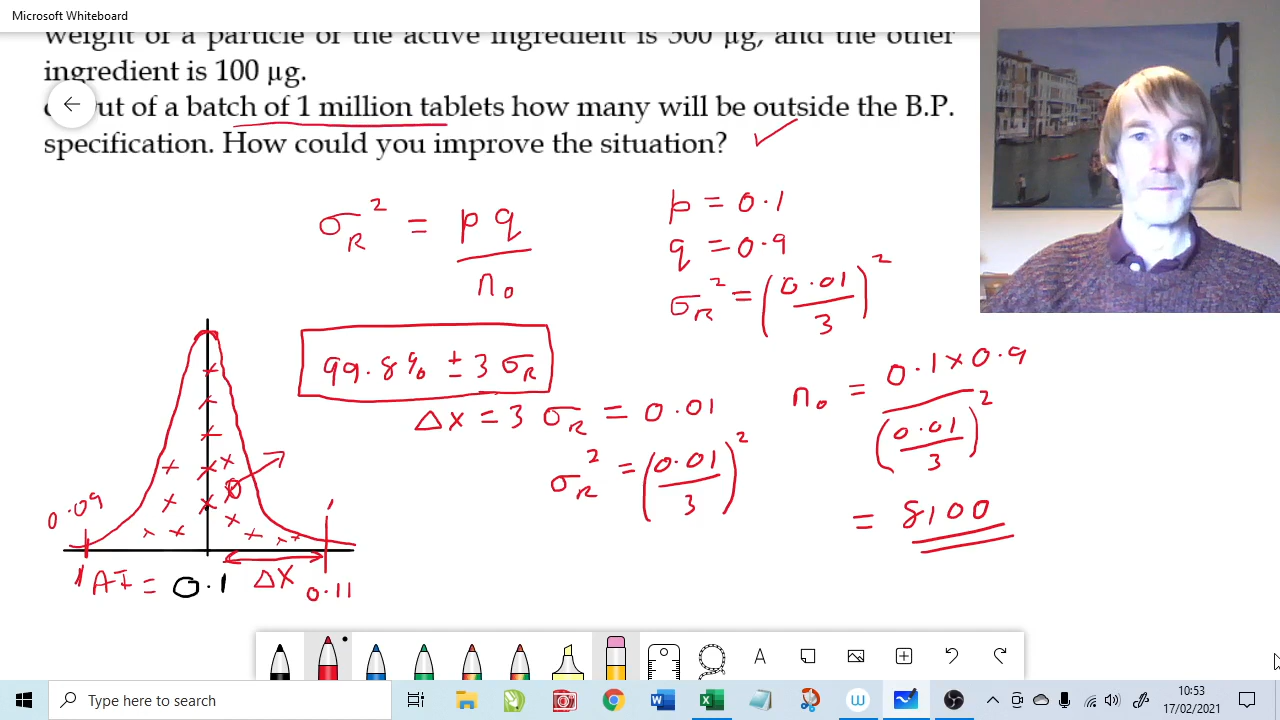 Microsoft Whiteboard
weight of a particle of the active ingredient is 500 µg, and the other
ingredient is 100 µg.
out of a batch of 1 million tablets how many will be outside the B.P.
specification. How could you improve the situation?
σR² = pq / n₀
p = 0.1
q = 0.9
σR² = (0.01/3)²
99.8% ± 3σR
Δx = 3σR = 0.01
σR² = (0.01/3)²
n₀ = 0.1 x 0.9 / (0.01/3)²
= 8100
0.09
AI = 0.1
Δx
0.11
A
Type here to search
10:53
17/02/2021